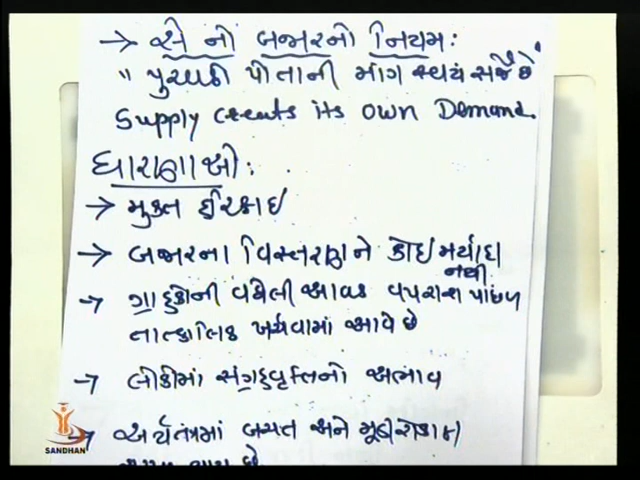 → સે નો બજારનો નિયમ :
" પુરવઠો પોતાની માંગ સ્વયં સર્જે છે"
Supply creats its own Demand.
ધારણાઓ :
→ મુક્ત હરિફાઇ
→ બજારના વિસ્તરણને કોઇ મર્યાદા
નથી
→ ગ્રાહકોની વધેલી આવક વપરાશ પાછળ
તાત્કાલિક ખર્ચવામાં આવે છે
→ લોકોમાં સંગ્રહવૃત્તિનો અભાવ
→ અર્થતંત્રમાં બચત અને મૂડીરોકાણ
છે
SANDHAN